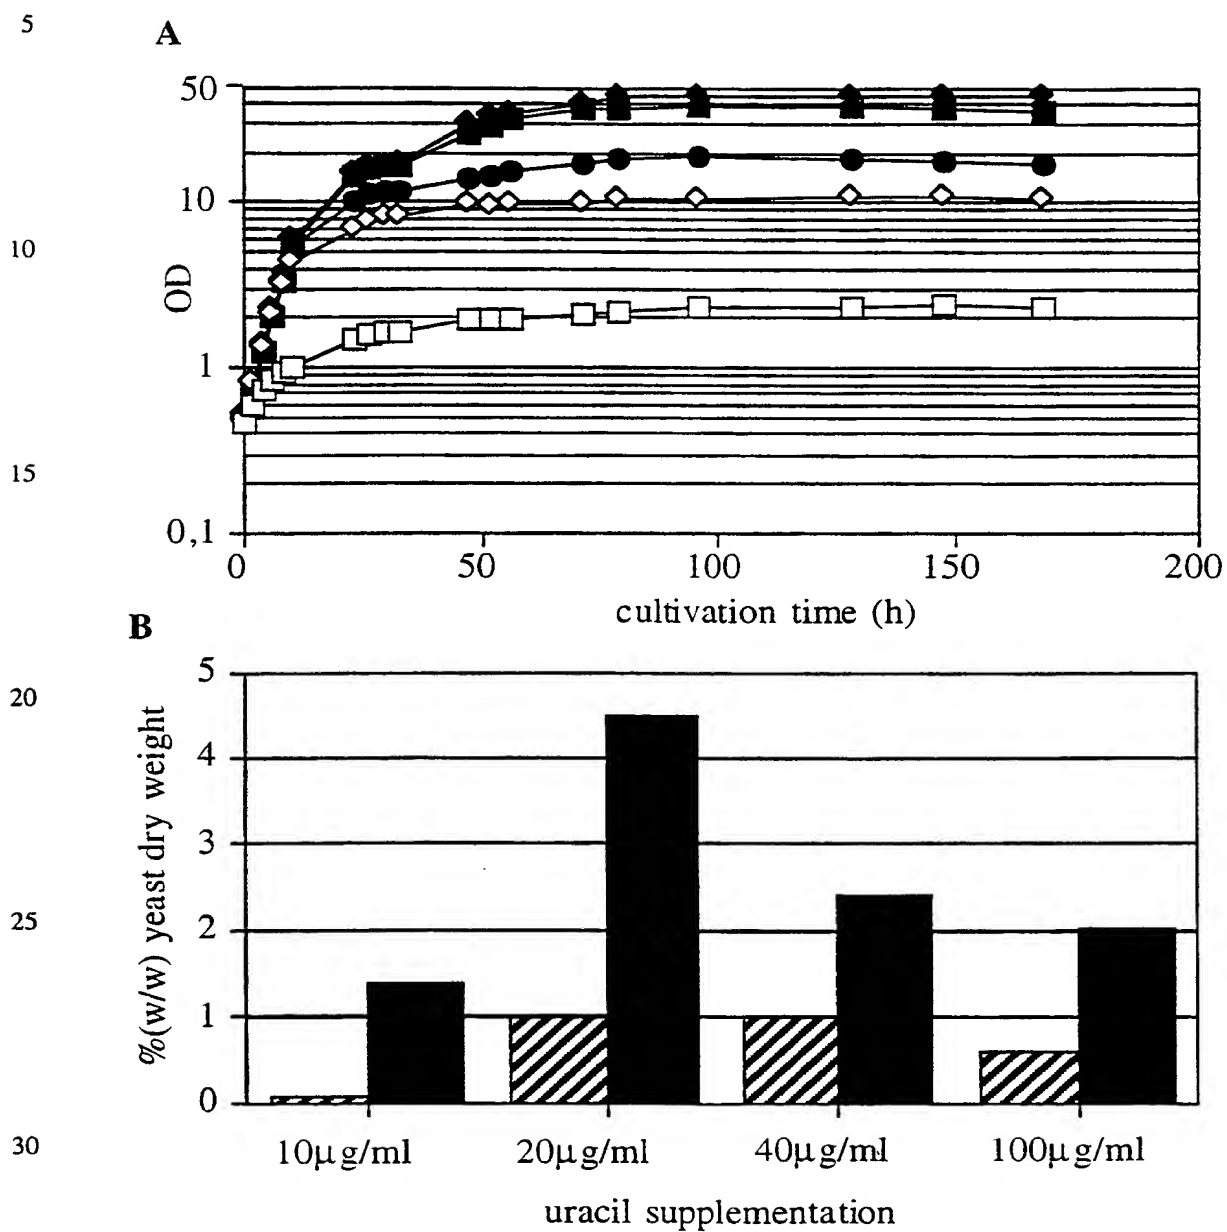 5
A
50
10
10
OD
1
15
0,1
0 50 100 150 200
cultivation time (h)
B
5
20
4
3
%(w/w) yeast dry weight
25
2
1
0
30
10µg/ml 20µg/ml 40µg/ml 100µg/ml
uracil supplementation